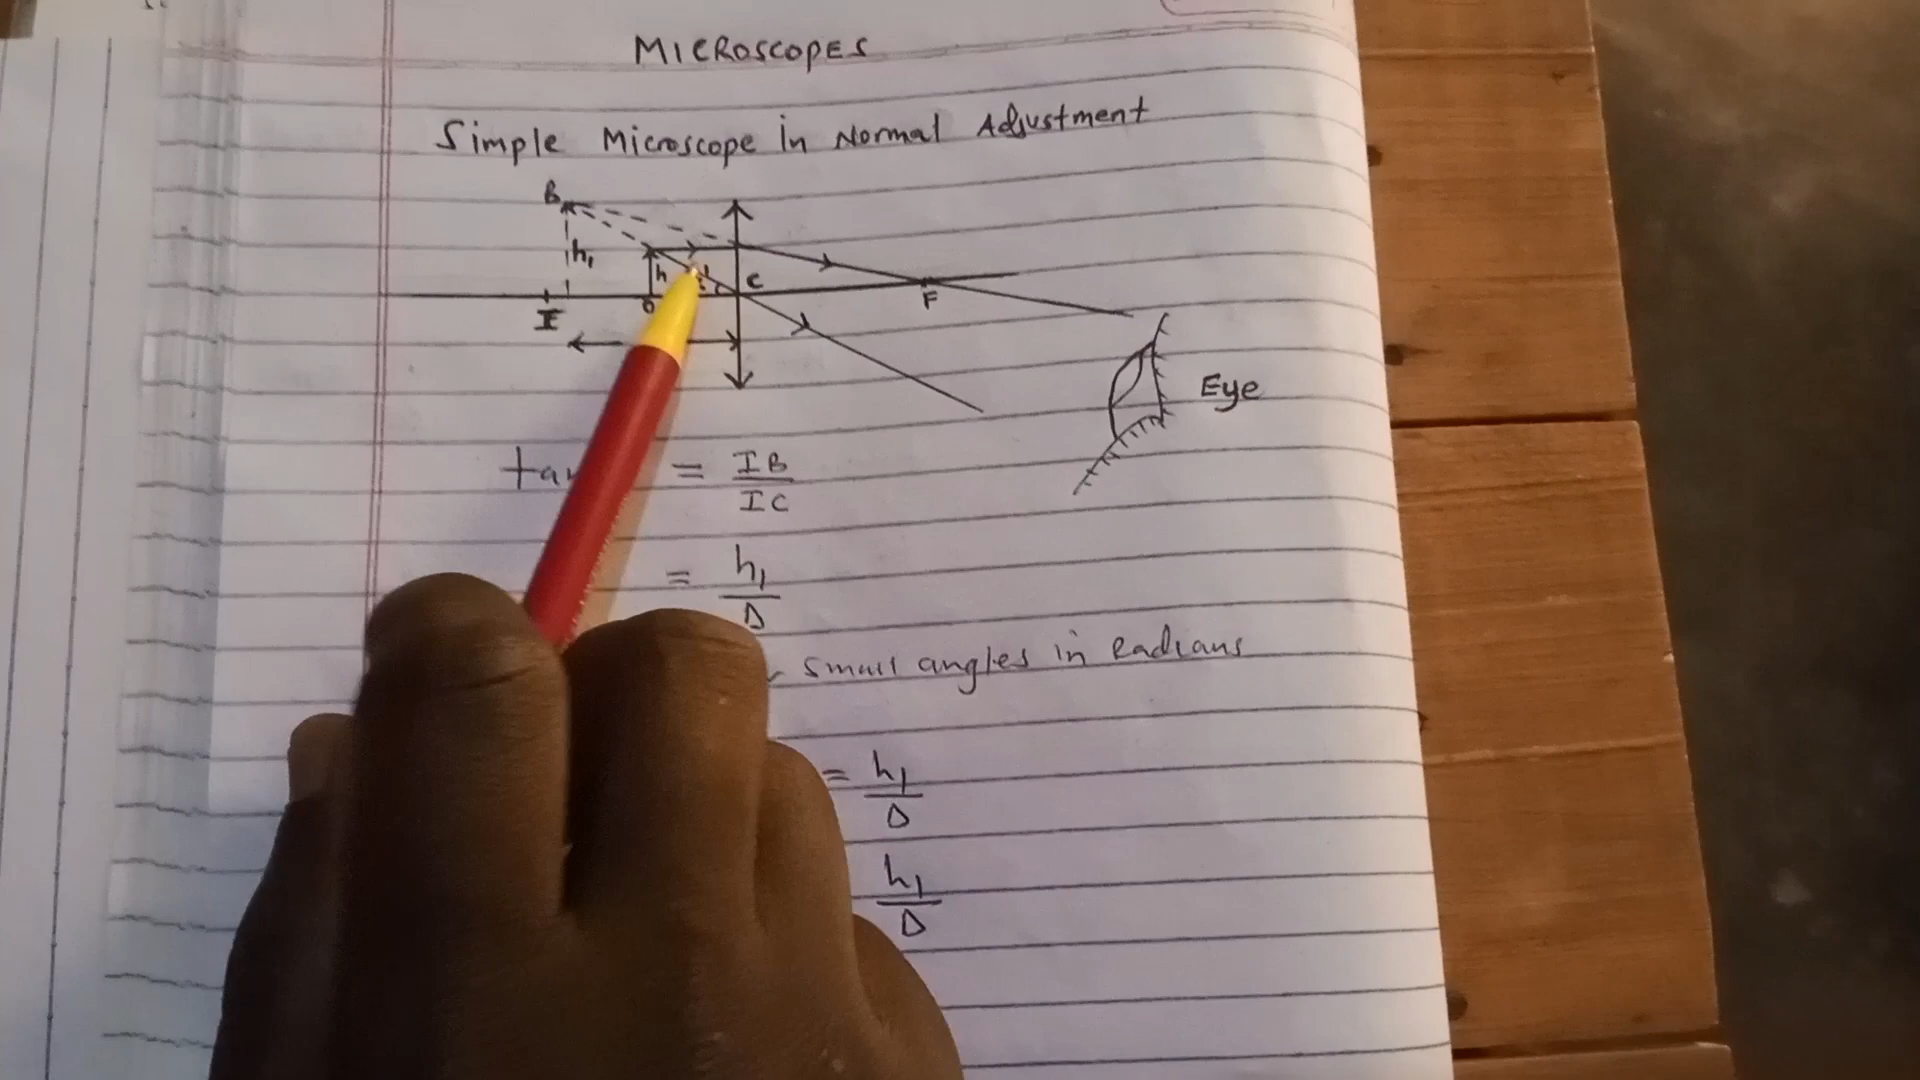 MICROSCOPES
Simple Microscope in Normal Adjustment
B
h₁
h
C
I
O
F
Eye
= IB
IC
= h₁
D
small angles in Radians
= h₁
D
h₁
D